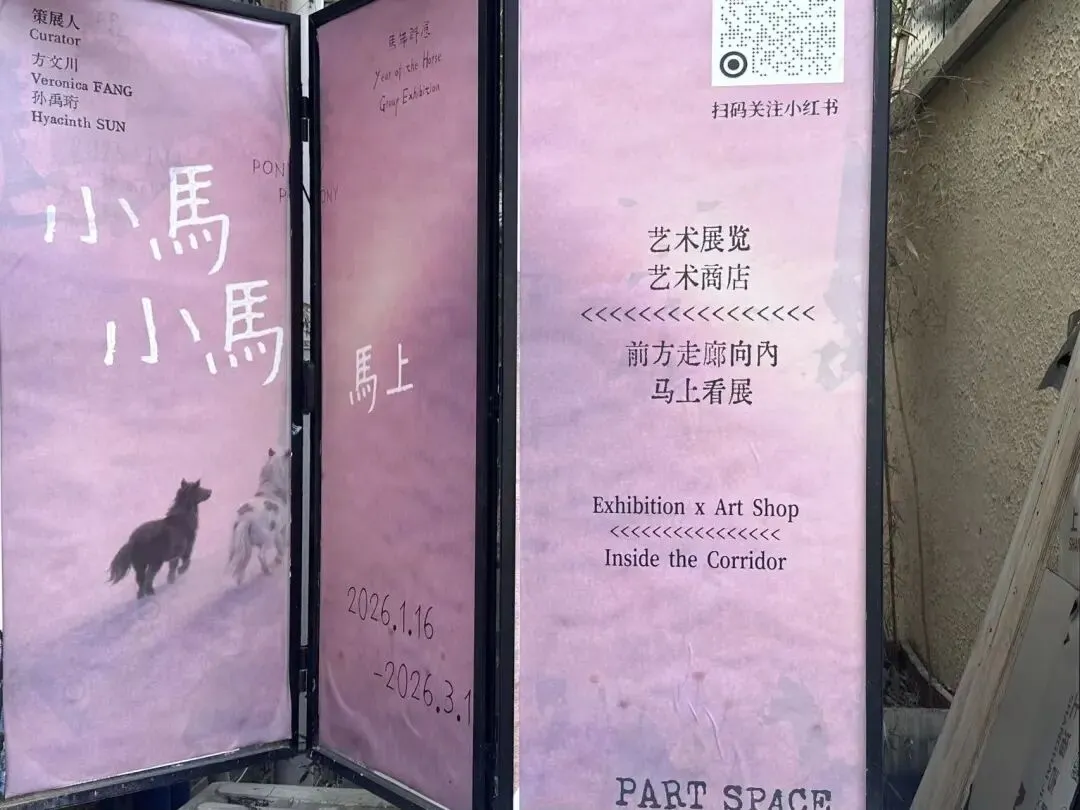 策展人
Curator
方文川
Veronica FANG
孙禹珩
Hyacinth SUN
小馬
小馬
馬年群展
Year of the Horse
Group Exhibition
馬上
2026.1.16
-2026.3.1
扫码关注小红书
艺术展览
艺术商店
<<<<<<<<<<<<<<<<
前方走廊向內
马上看展
Exhibition x Art Shop
<<<<<<<<<<<<<<<<
Inside the Corridor
PART SPACE